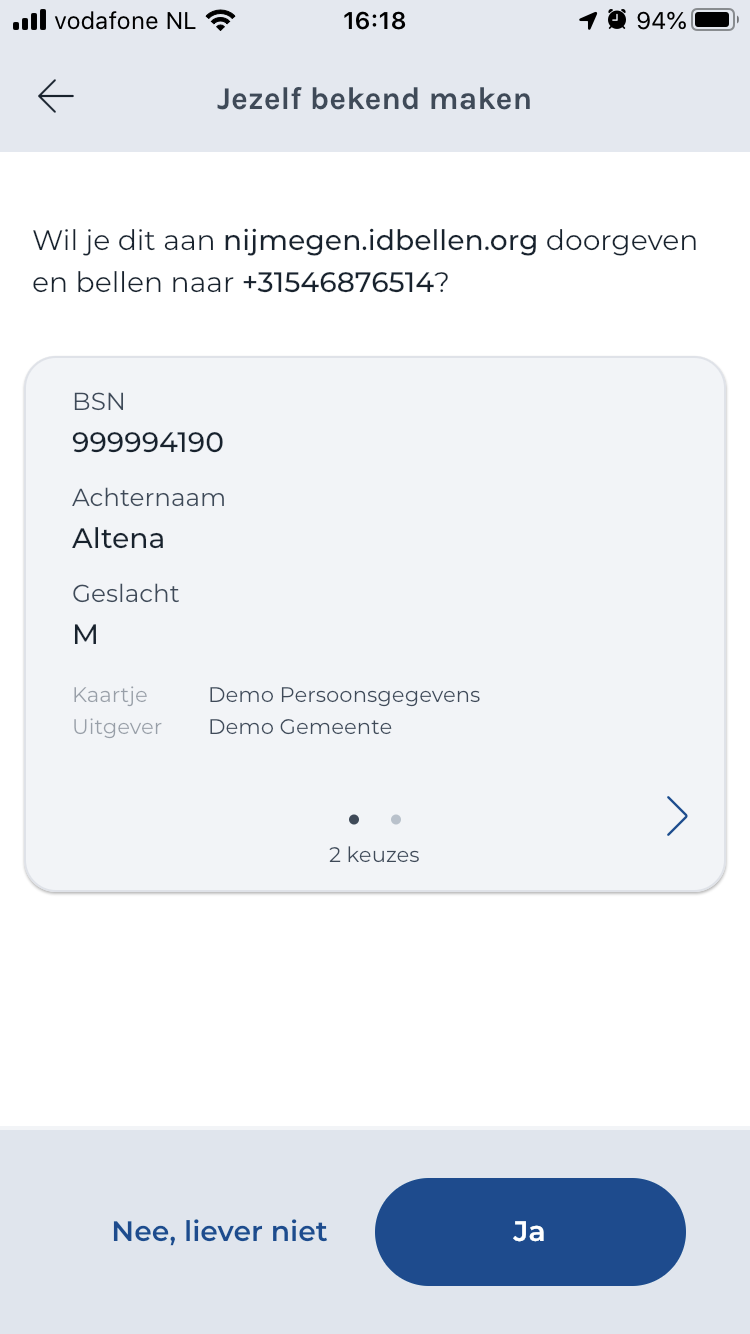 vodafone NL 16:18 94%
Jezelf bekend maken
Wil je dit aan nijmegen.idbellen.org doorgeven
en bellen naar +31546876514?
BSN
999994190
Achternaam
Altena
Geslacht
M
Kaartje Demo Persoonsgegevens
Uitgever Demo Gemeente
2 keuzes
Nee, liever niet Ja